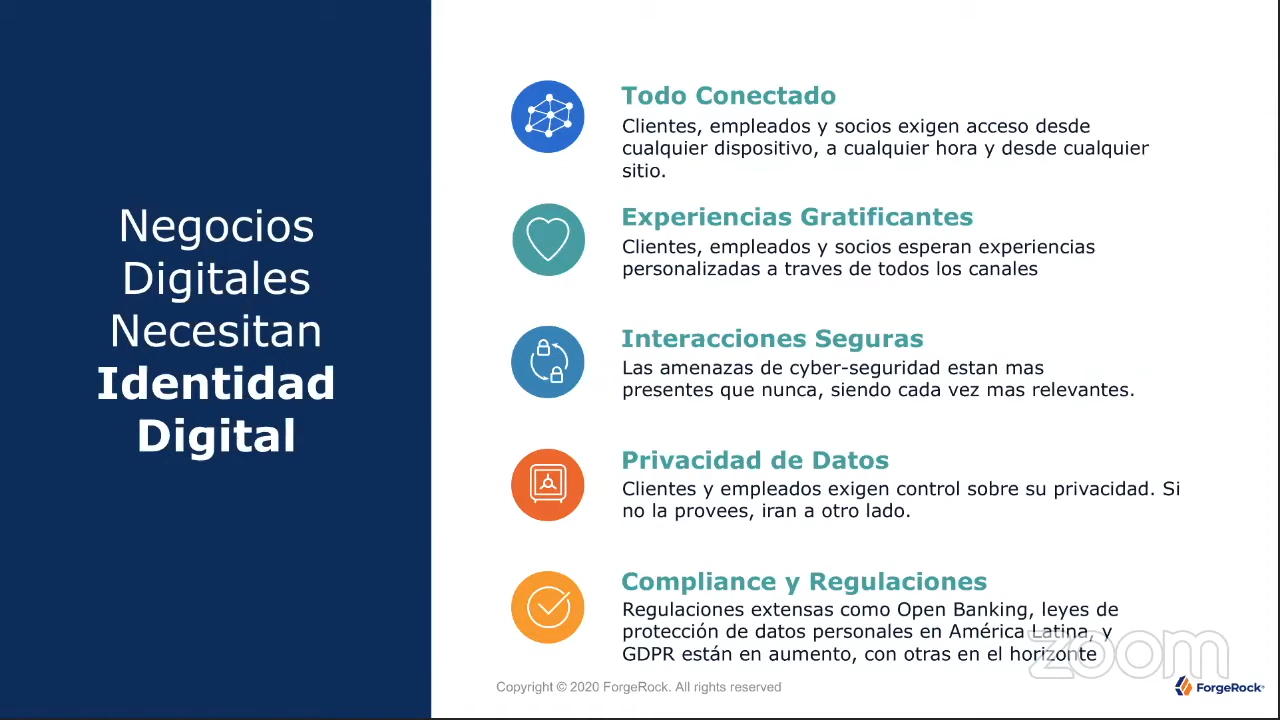 Negocios
Digitales
Necesitan
Identidad
Digital
Todo Conectado
Clientes, empleados y socios exigen acceso desde
cualquier dispositivo, a cualquier hora y desde cualquier
sitio.
Experiencias Gratificantes
Clientes, empleados y socios esperan experiencias
personalizadas a traves de todos los canales
Interacciones Seguras
Las amenazas de cyber-seguridad estan mas
presentes que nunca, siendo cada vez mas relevantes.
Privacidad de Datos
Clientes y empleados exigen control sobre su privacidad. Si
no la provees, iran a otro lado.
Compliance y Regulaciones
Regulaciones extensas como Open Banking, leyes de
protección de datos personales en América Latina, y
GDPR están en aumento, con otras en el horizonte
zoom
Copyright © 2020 ForgeRock. All rights reserved
ForgeRock